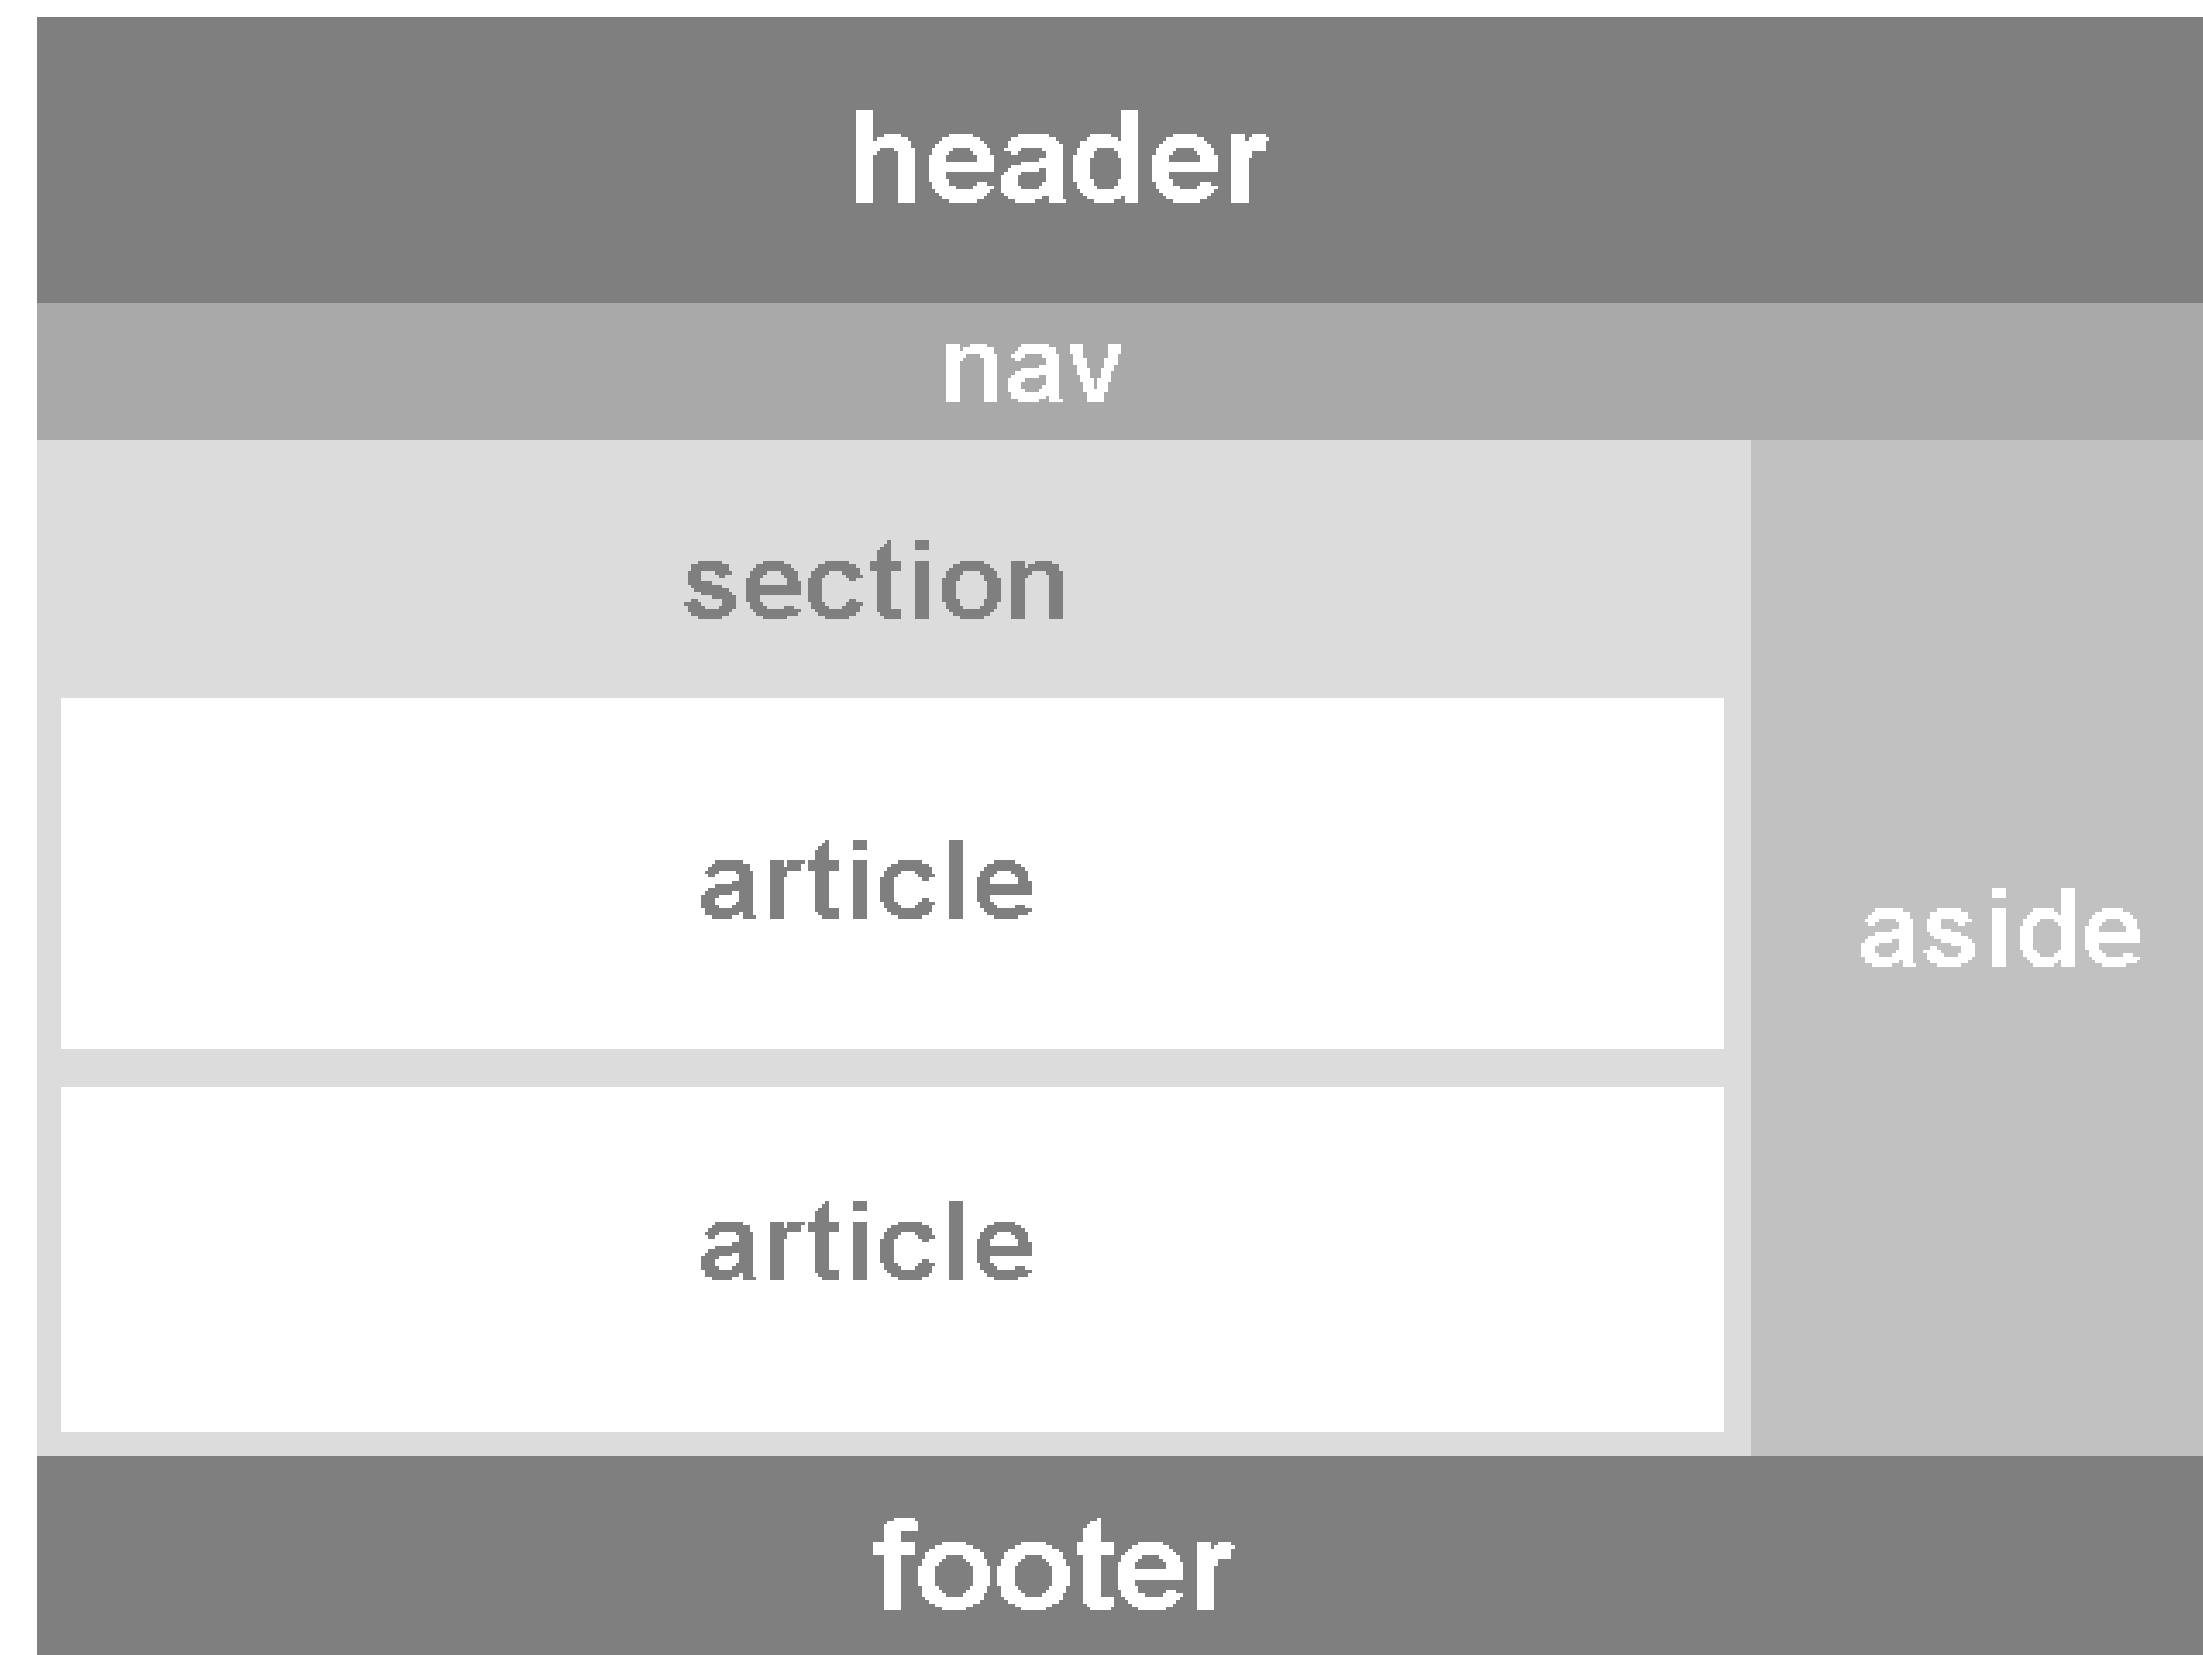 header
nav
section
article
aside
article
footer